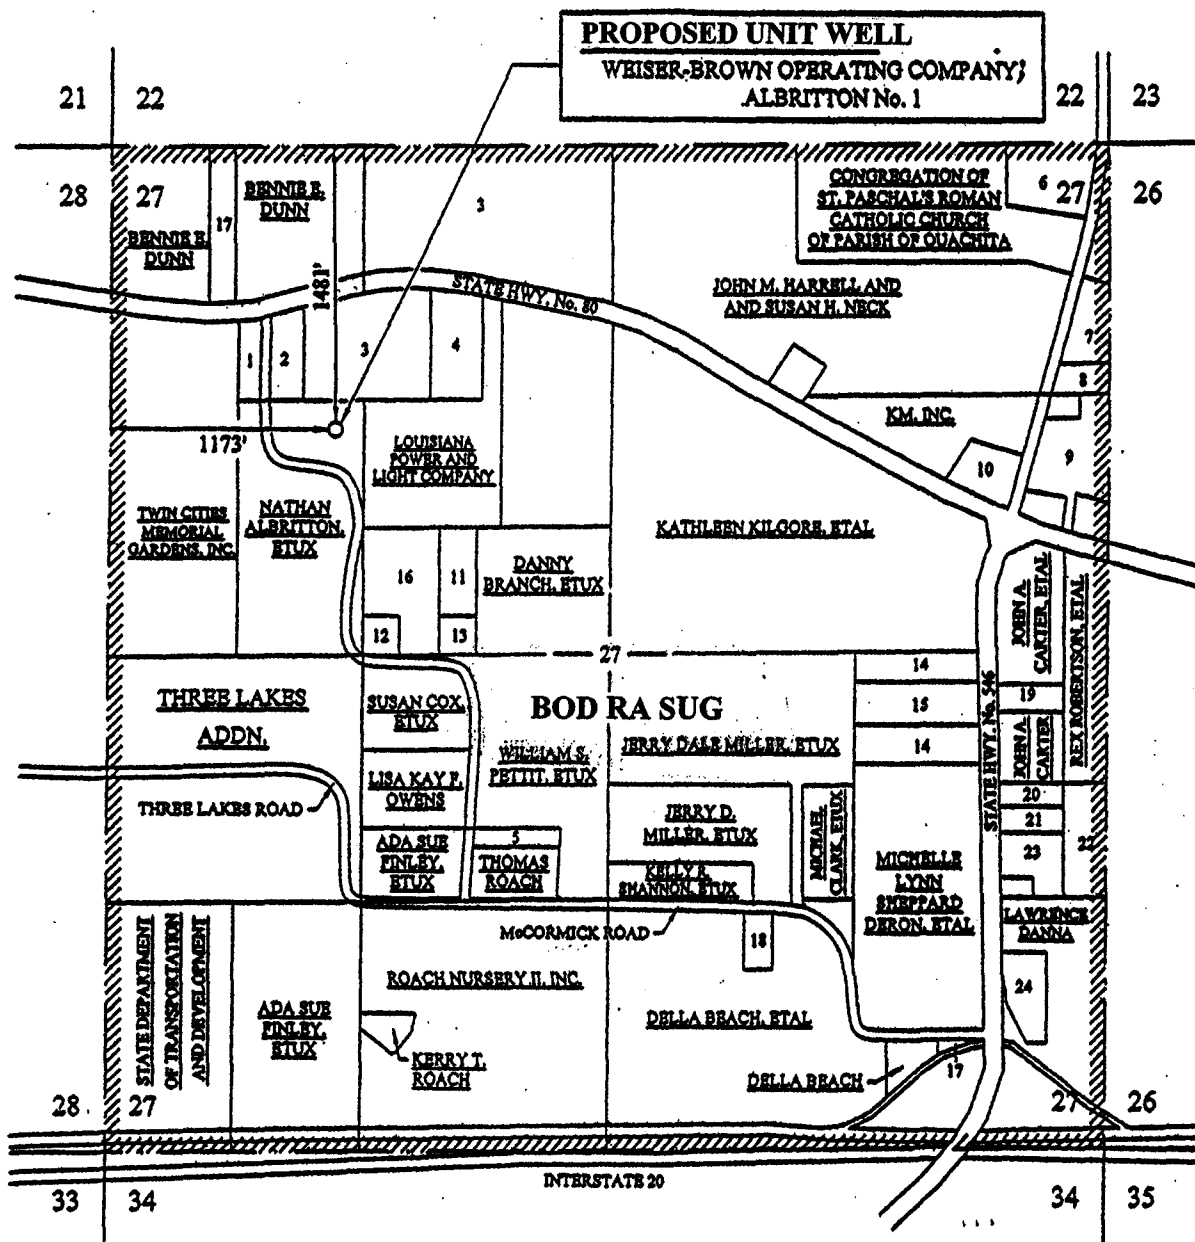 PROPOSED UNIT WELL
WEISER-BROWN OPERATING COMPANY,
ALBRITTON No. 1
21
22
22
23
28
27
BENNIE E.
DUNN
17
BENNIE E.
DUNN
3
CONGREGATION OF
ST. PASCHAL'S ROMAN
CATHOLIC CHURCH
OF PARISH OF OUACHITA
6
27
26
1481'
STATE HWY. No. 80
JOHN M. HARRELL AND
AND SUSAN H. NECK
1
2
3
4
7
8
KM, INC.
1173'
LOUISIANA
POWER AND
LIGHT COMPANY
10
9
TWIN CITIES
MEMORIAL
GARDENS, INC.
NATHAN
ALBRITTON,
ETUX
KATHLEEN KILGORE, ETAL
16
11
DANNY
BRANCH, ETUX
12
13
JOHN A.
CARTER, ETAL
REX ROBERTSON, ETAL
27
THREE LAKES
ADDN.
SUSAN COX,
ETUX
BOD RA SUG
14
15
14
STATE HWY. No. 546
19
JOHN A.
CARTER
WILLIAM S.
PETTIT, ETUX
JERRY DALE MILLER, ETUX
LISA KAY F.
OWENS
THREE LAKES ROAD
JERRY D.
MILLER, ETUX
MICHAEL
CLARK, ETUX
20
21
23
22
ADA SUE
FINLEY,
ETUX
5
THOMAS
ROACH
KELLY R.
SHANNON, ETUX
MICHELLE
LYNN
SHEPPARD
DERON, ETAL
LAWRENCE
DANNA
McCORMICK ROAD
18
STATE DEPARTMENT
OF TRANSPORTATION
AND DEVELOPMENT
ROACH NURSERY II, INC.
24
ADA SUE
FINLEY,
ETUX
DELLA BEACH, ETAL
KERRY T.
ROACH
DELLA BEACH
17
28
27
27
26
INTERSTATE 20
33
34
34
35